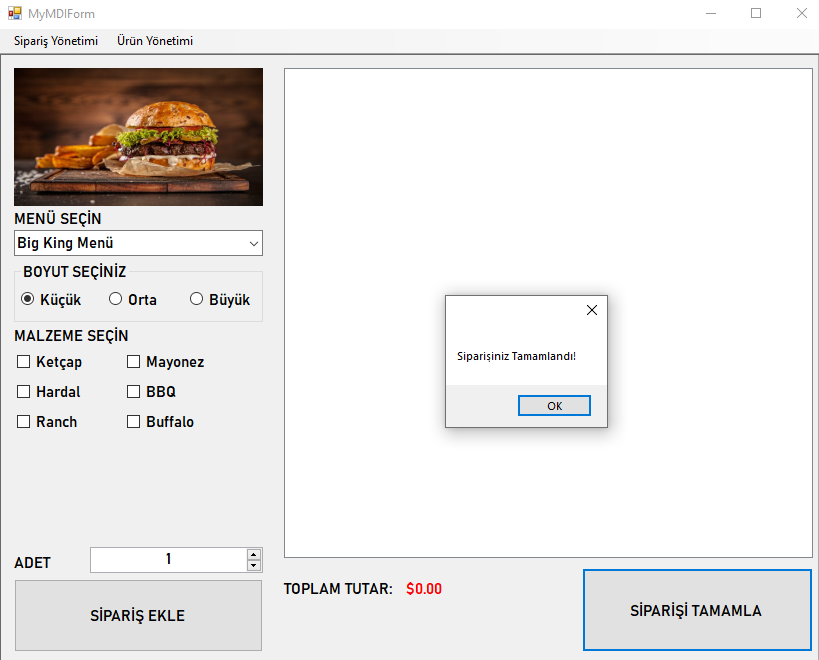 MyMDIForm
Sipariş Yönetimi Ürün Yönetimi
MENÜ SEÇİN
Big King Menü
BOYUT SEÇİNİZ
Küçük Orta Büyük
MALZEME SEÇİN
Ketçap Mayonez
Hardal BBQ
Ranch Buffalo
ADET 1
SİPARİŞ EKLE
Siparişiniz Tamamlandı!
OK
TOPLAM TUTAR: $0.00
SİPARİŞİ TAMAMLA